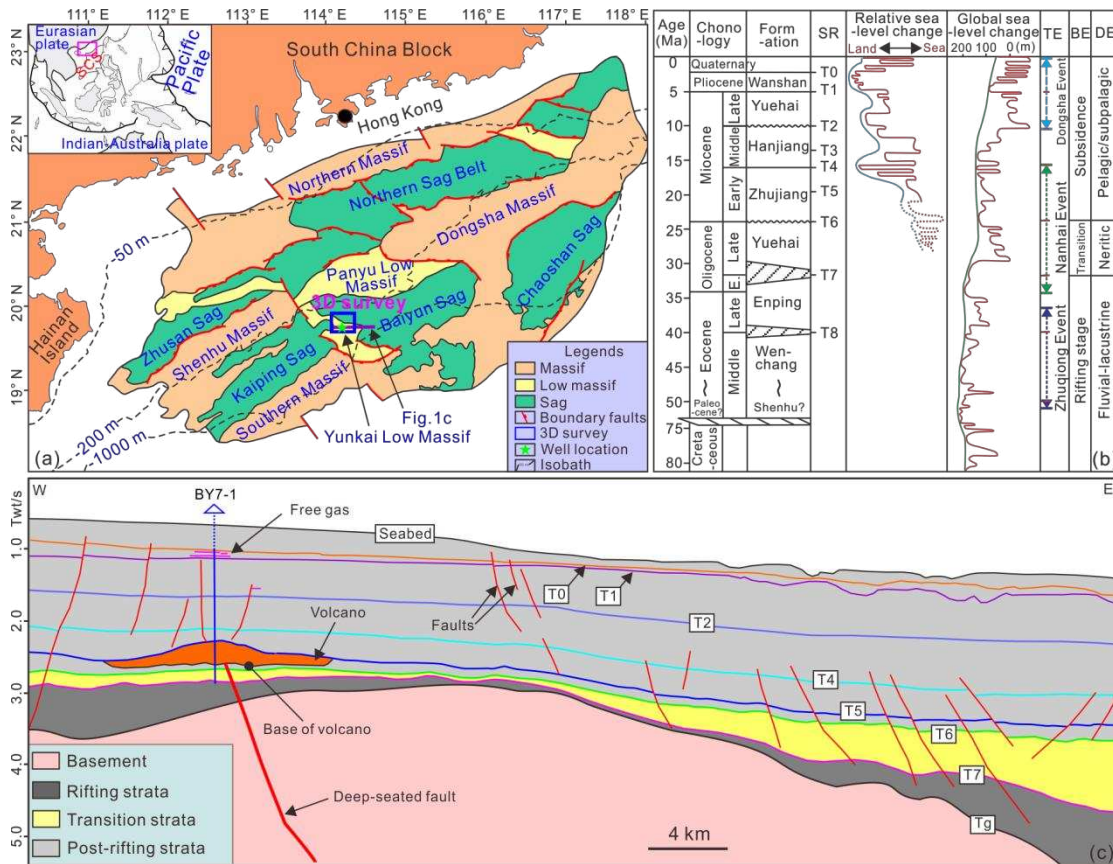 Eurasian
plate
SCS
Pacific
Plate
Indian-Australia plate
111°E
112°
113°
114°
115°
116°
117°
118°E
23°N
22°N
21°N
20°N
19°N
South China Block
Hong Kong
Northern Massif
Northern Sag Belt
Dongsha Massif
Chaoshan Sag
Panyu Low
Massif
3D survey
Baiyun Sag
Zhusan Sag
Shenhu Massif
Kaiping Sag
Southern Massif
Hainan
Island
-50 m
-200 m
-1000 m
Fig.1c
Yunkai Low Massif
(a)
Legends
Massif
Low massif
Sag
Boundary faults
3D survey
Well location
Isobath
Age
(Ma)
Chono
-logy
Form
-ation
SR
Relative sea
-level change
Land
Sea
Global sea
-level change
200 100 0 (m)
TE
BE
DE
0
5
10
15
20
25
30
35
40
45
50
60
70
80
Quaternary
Pliocene
Miocene
Late
Middle
Early
Oligocene
Late
E.
Eocene
Late
Middle
Paleo
-cene?
Creta
-ceous
Wanshan
Yuehai
Hanjiang
Zhujiang
Yuehai
Enping
Wen-
chang
Shenhu?
T0
T1
T2
T3
T4
T5
T6
T7
T8
Dongsha Event
Nanhai Event
Zhuqiong Event
Subsidence
Transition
Rifting stage
Pelagic/subpalagic
Neritic
Fluvial-lacustrine
(b)
W
E
Twt/s
1.0
2.0
3.0
4.0
5.0
BY7-1
Free gas
Seabed
Volcano
Faults
T0
T1
T2
T4
T5
T6
T7
Tg
Base of volcano
Deep-seated fault
Basement
Rifting strata
Transition strata
Post-rifting strata
4 km
(c)